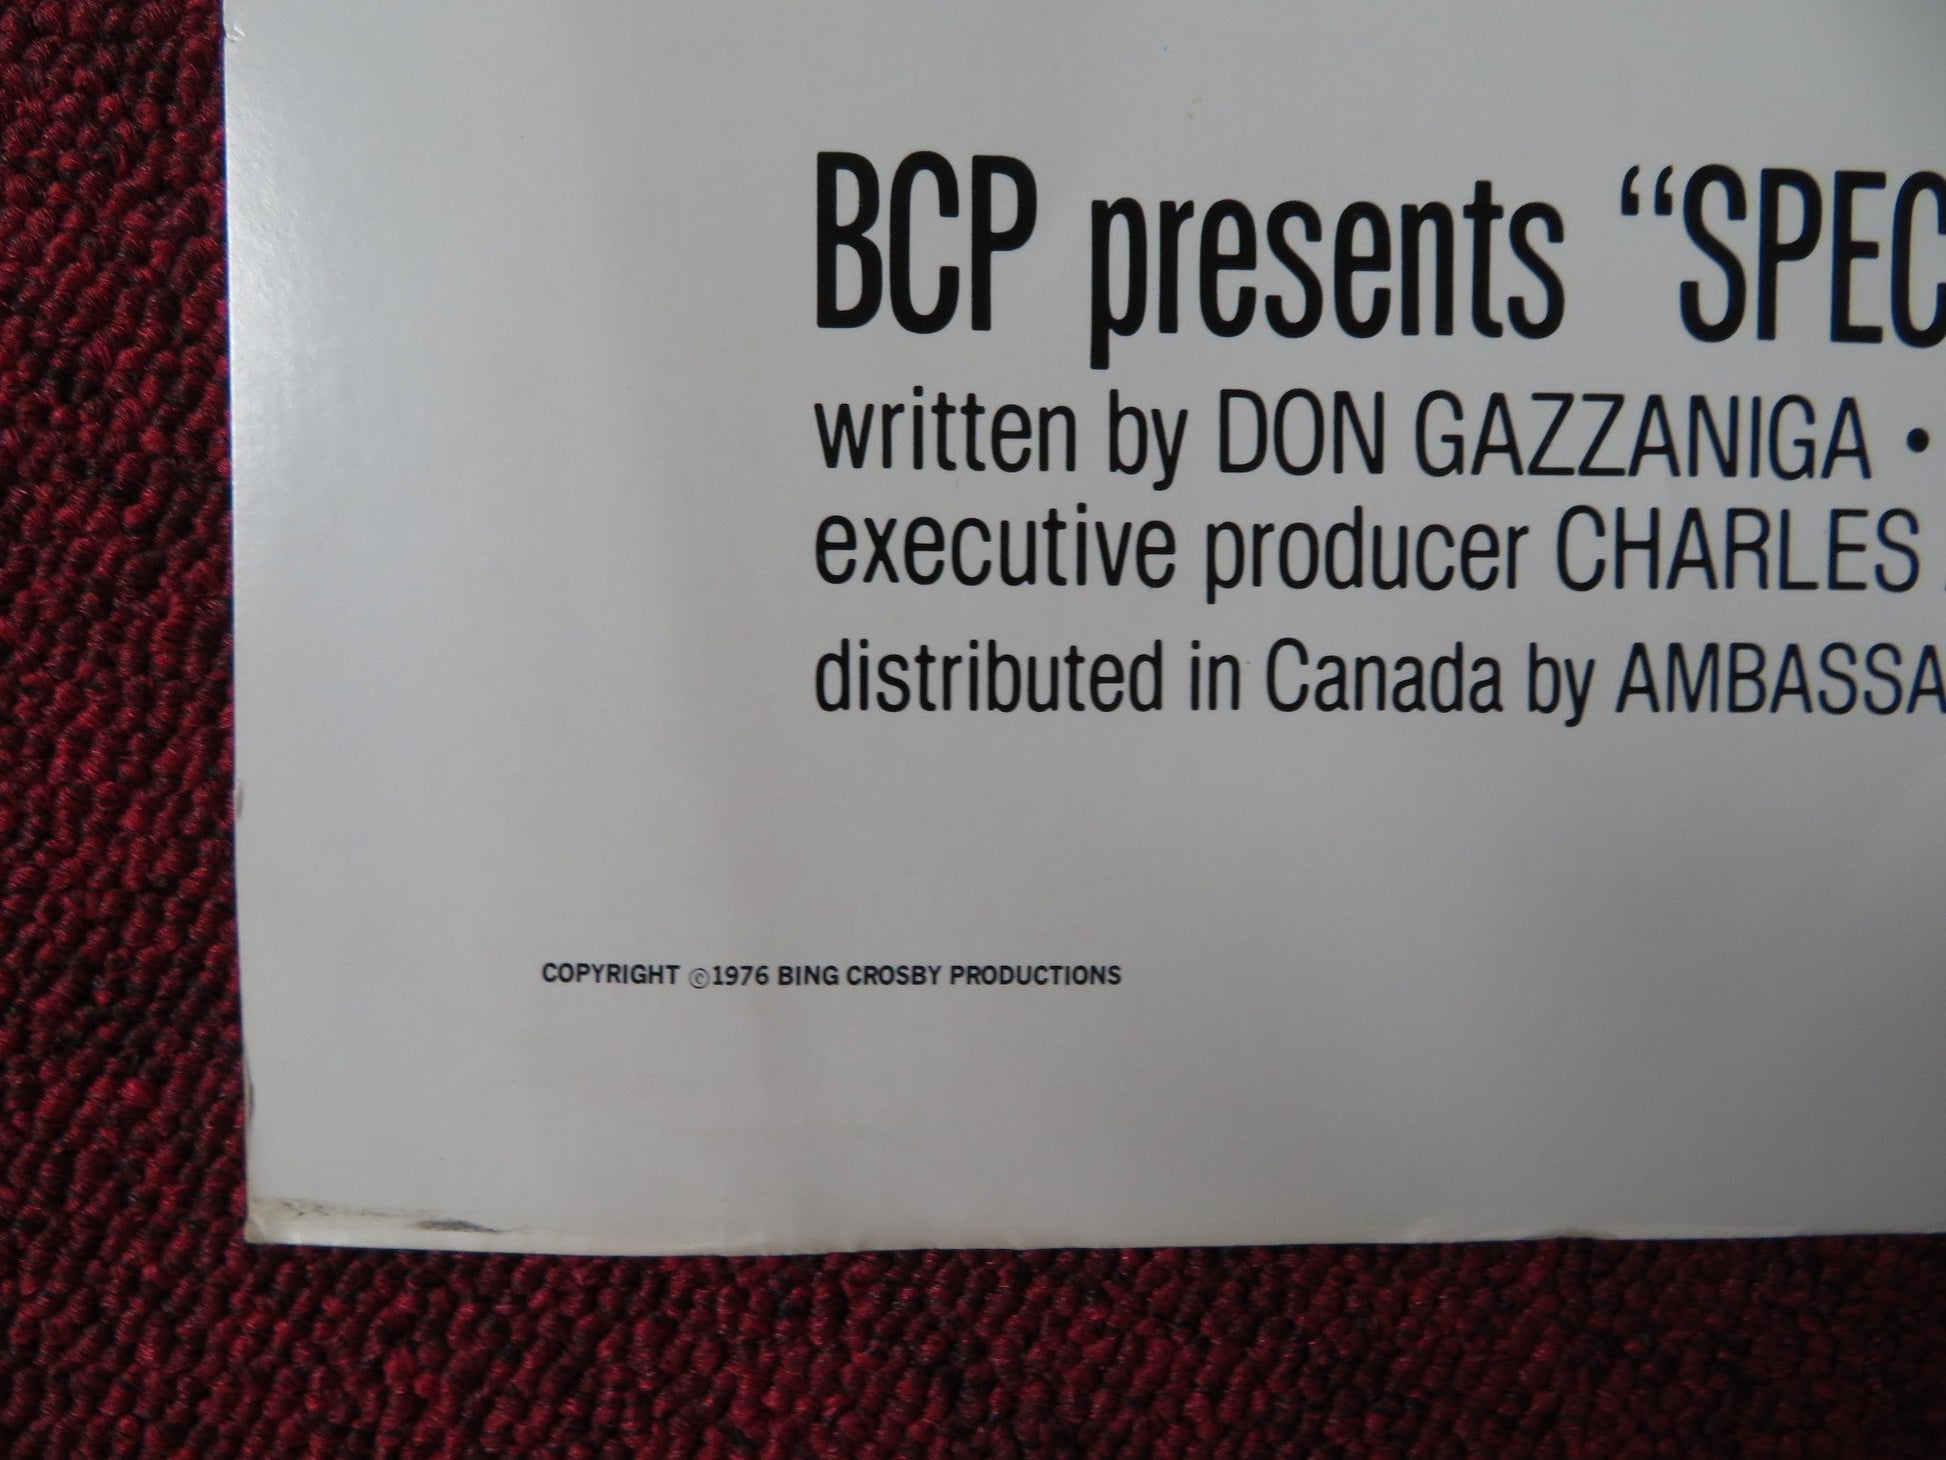 BCP presents “SPEC
written by DON GAZZANIGA •
executive producer CHARLES
distributed in Canada by AMBASSA
COPYRIGHT ©1976 BING CROSBY PRODUCTIONS